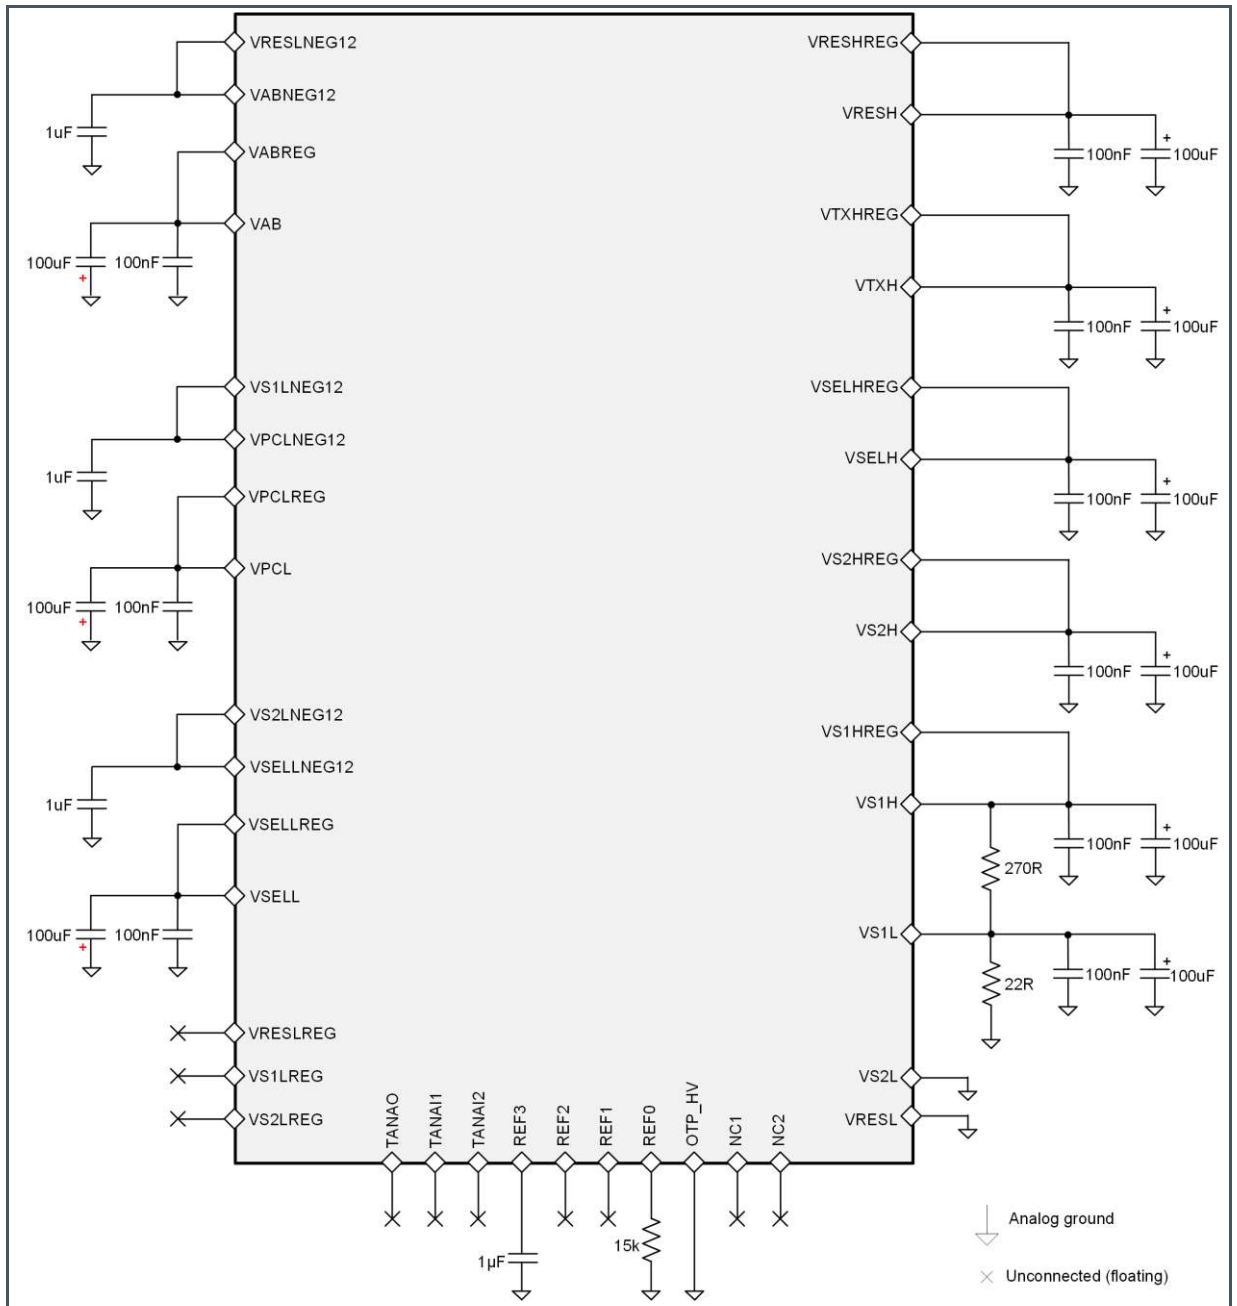 VRESLNEG12
VABNEG12
1uF
VABREG
VAB
100uF
+
100nF
VS1LNEG12
VPCLNEG12
1uF
VPCLREG
VPCL
100uF
+
100nF
VS2LNEG12
VSELLNEG12
1uF
VSELLREG
VSELL
100uF
+
100nF
VRESLREG
VS1LREG
VS2LREG
VRESHREG
VRESH
100nF
+
100uF
VTXHREG
VTXH
100nF
+
100uF
VSELHREG
VSELH
100nF
+
100uF
VS2HREG
VS2H
100nF
+
100uF
VS1HREG
VS1H
270R
100nF
+
100uF
VS1L
22R
100nF
+
100uF
VS2L
VRESL
TANAO
TANAI1
TANAI2
REF3
REF2
REF1
REF0
OTP_HV
NC1
NC2
1µF
15k
Analog ground
Unconnected (floating)